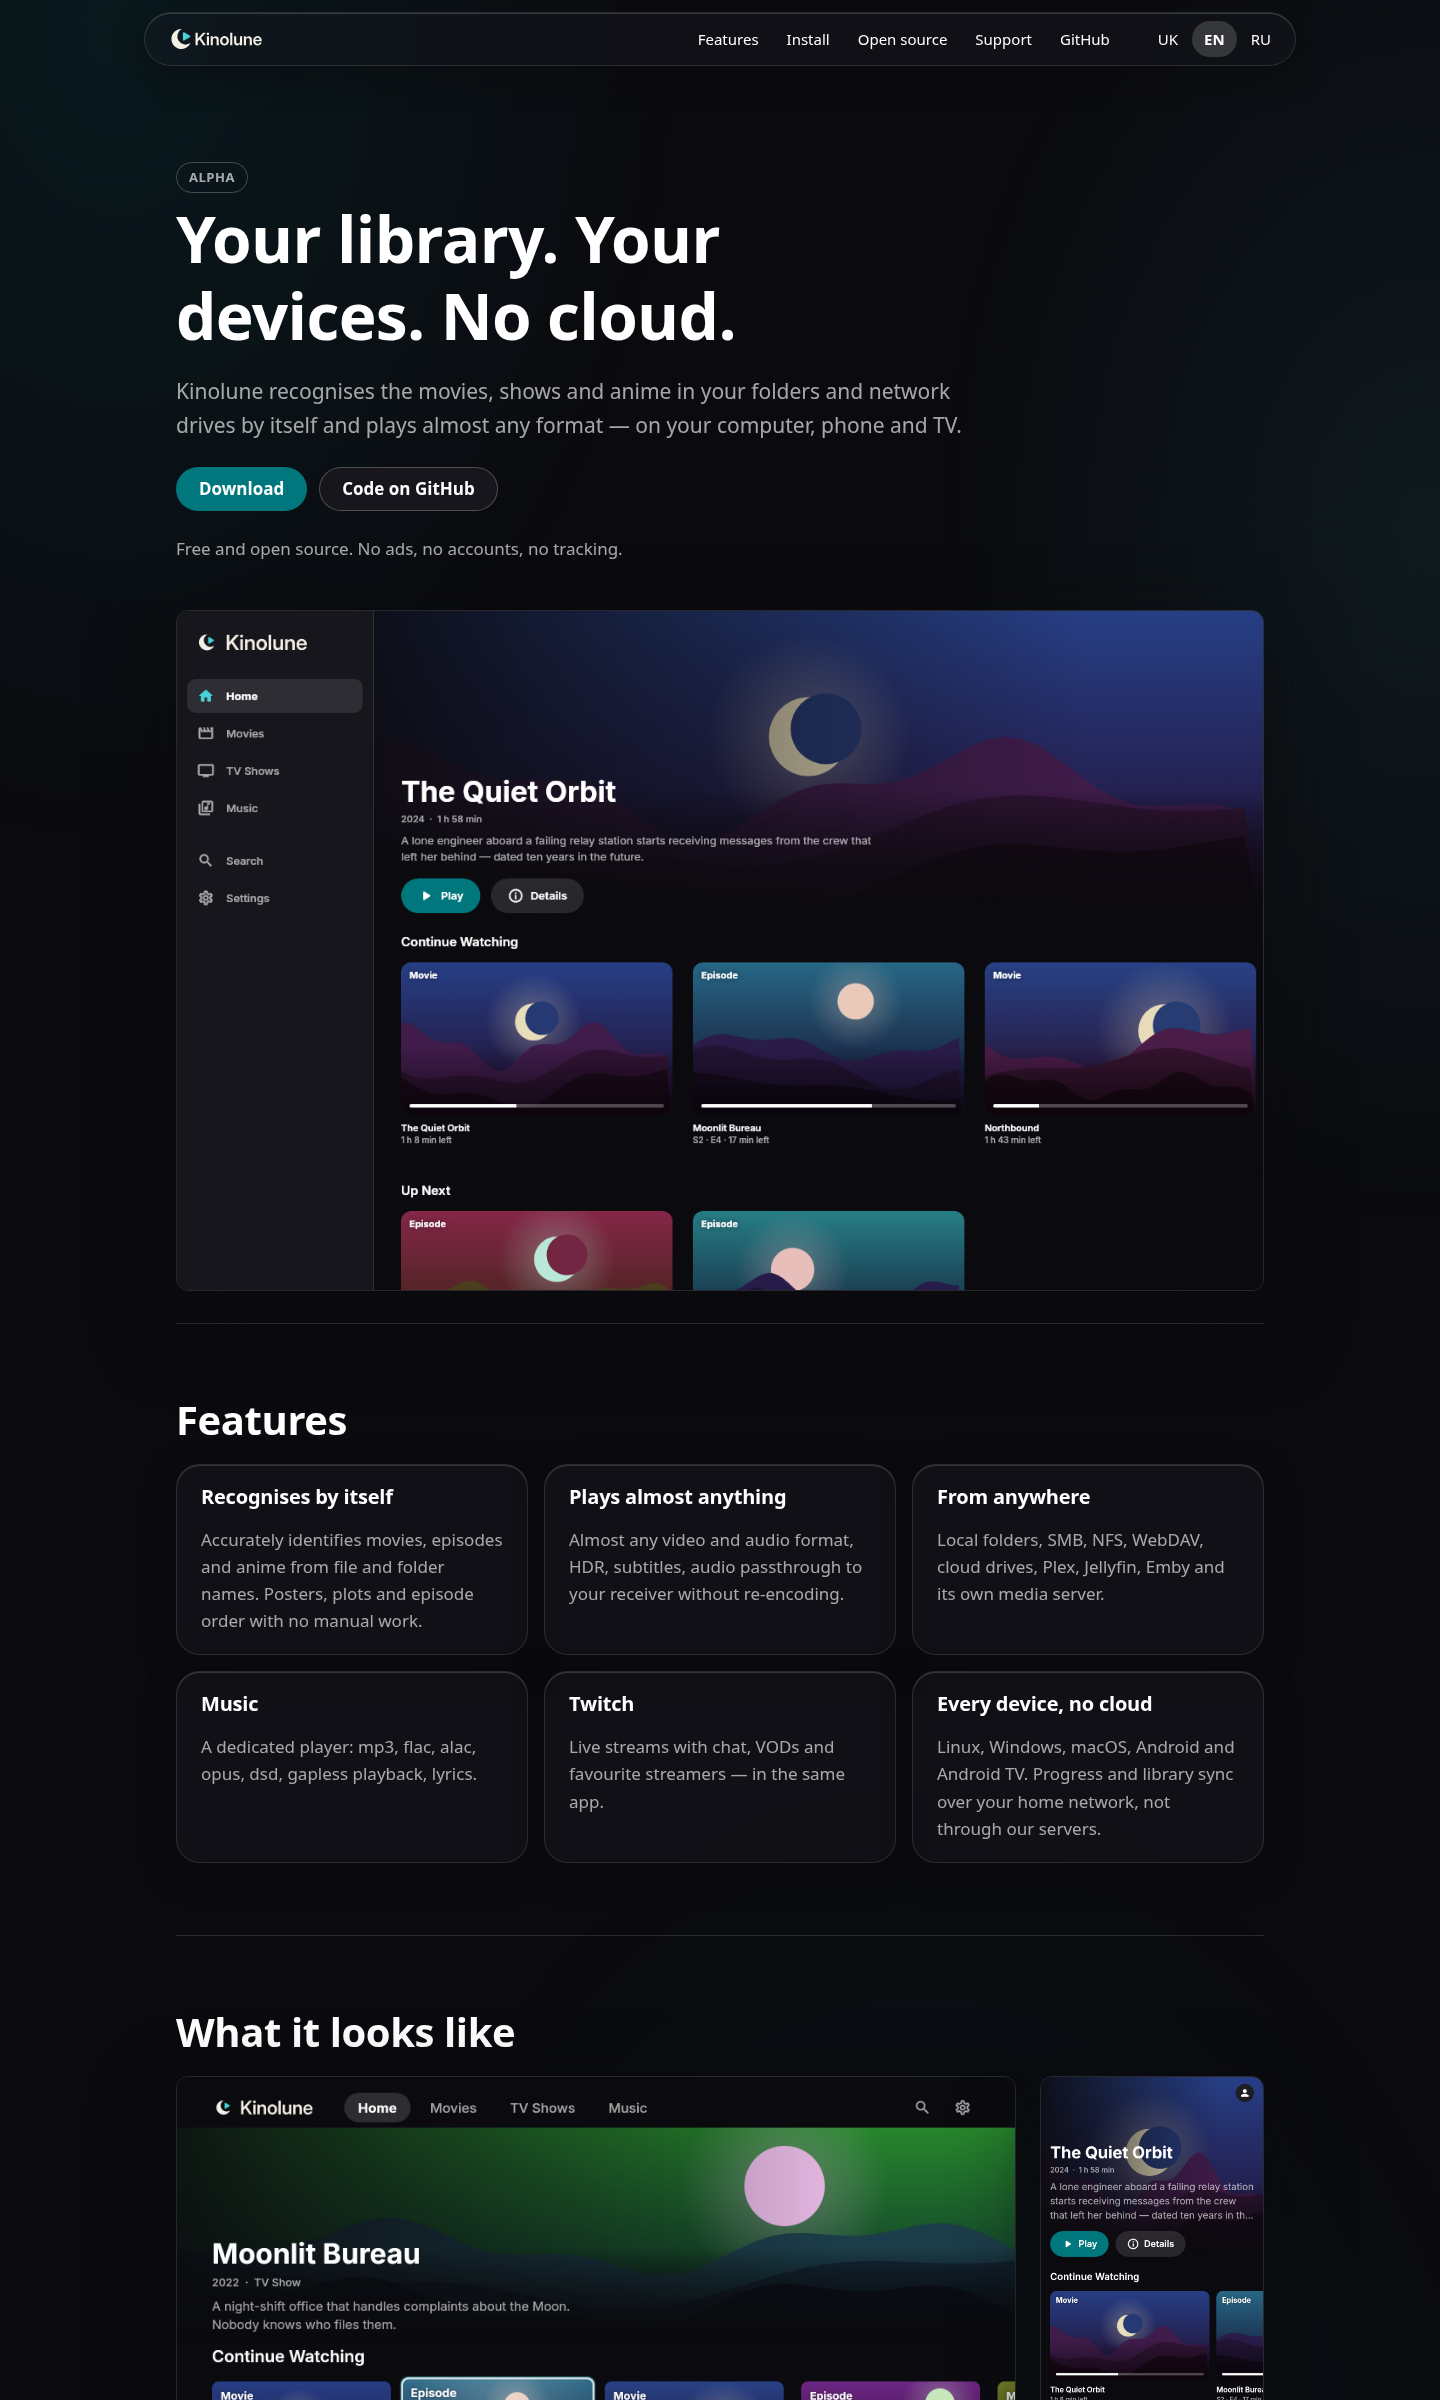 Kinolune
Features
Install
Open source
Support
GitHub
UK
EN
RU
ALPHA
Your library. Your
devices. No cloud.
Kinolune recognises the movies, shows and anime in your folders and network
drives by itself and plays almost any format — on your computer, phone and TV.
Download
Code on GitHub
Free and open source. No ads, no accounts, no tracking.
Kinolune
Home
Movies
TV Shows
Music
Search
Settings
The Quiet Orbit
2024 · 1 h 58 min
A lone engineer aboard a failing relay station starts receiving messages from the crew that
left her behind — dated ten years in the future.
Play
Details
Continue Watching
Movie
Episode
Movie
The Quiet Orbit
1 h 8 min left
Moonlit Bureau
S2 · E4 · 17 min left
Northbound
1 h 43 min left
Up Next
Episode
Episode
Features
Recognises by itself
Accurately identifies movies, episodes
and anime from file and folder
names. Posters, plots and episode
order with no manual work.
Plays almost anything
Almost any video and audio format,
HDR, subtitles, audio passthrough to
your receiver without re-encoding.
From anywhere
Local folders, SMB, NFS, WebDAV,
cloud drives, Plex, Jellyfin, Emby and
its own media server.
Music
A dedicated player: mp3, flac, alac,
opus, dsd, gapless playback, lyrics.
Twitch
Live streams with chat, VODs and
favourite streamers — in the same
app.
Every device, no cloud
Linux, Windows, macOS, Android and
Android TV. Progress and library sync
over your home network, not
through our servers.
What it looks like
Kinolune
Home
Movies
TV Shows
Music
Moonlit Bureau
2022 · TV Show
A night-shift office that handles complaints about the Moon.
Nobody knows who files them.
Continue Watching
Movie
Episode
Movie
Episode
M
The Quiet Orbit
2024 · 1 h 58 min
A lone engineer aboard a failing relay station
starts receiving messages from the crew
that left her behind — dated ten years in th...
Play
Details
Continue Watching
Movie
Episode
The Quiet Orbit
Moonlit Burea